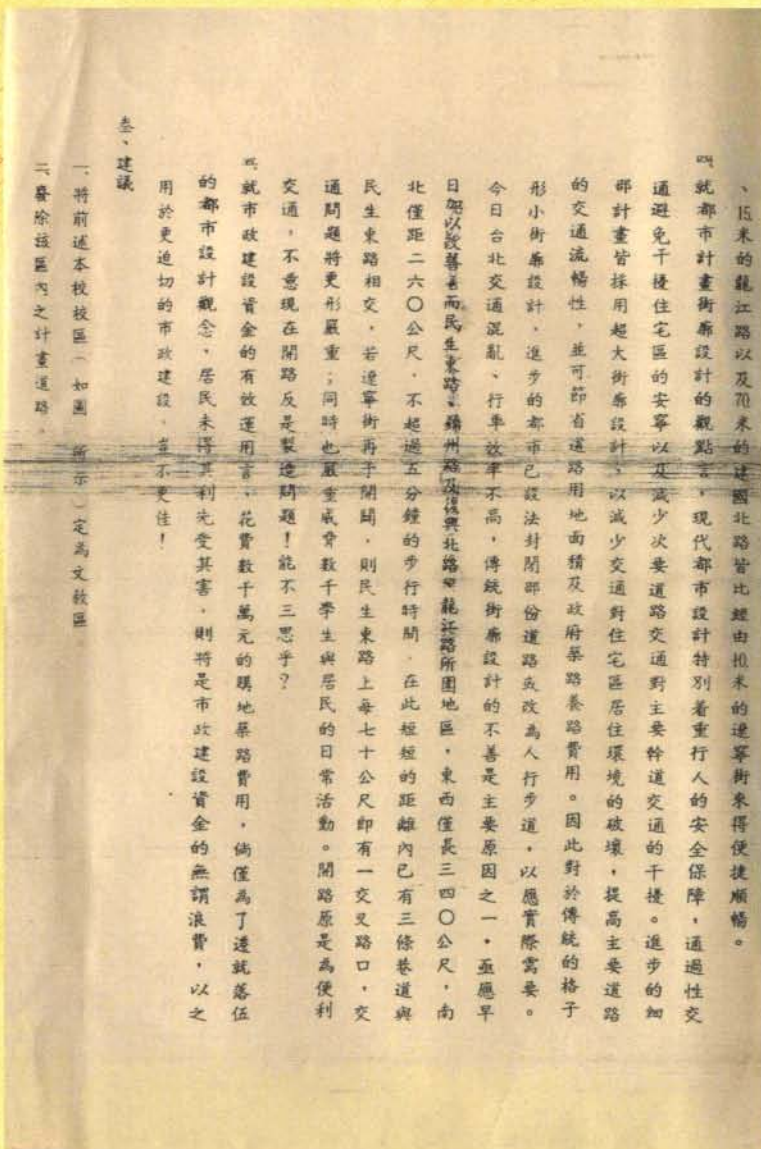 、15米的龍江路以及70米的建國北路皆比經由10米的遼寧街來得便捷順暢。
四、就都市計畫街廓設計的觀點言，現代都市設計特別着重行人的安全保障，通過性交
通避免干擾住宅區的安寧以及減少次要道路交通對主要幹道交通的干擾。進步的細
部計畫皆採用超大街廓設計，以減少交通對住宅區居住環境的破壞，提高主要道路
的交通流暢性，並可節省道路用地面積及政府築路養路費用。因此對於傳統的格子
形小街廓設計，進步的都市已設法封閉部份道路或改為人行步道，以應實際需要。
今日台北交通混亂、行車效率不高，傳統街廓設計的不善是主要原因之一，亟應早
日加以改善。而民生東路、錦州路及復興北路、龍江路所圍地區，東西僅長三四〇公尺，南
北僅距二六〇公尺，不超過五分鐘的步行時間，在此短短的距離內已有三條巷道與
民生東路相交，若遼寧街再予開闢，則民生東路上每七十公尺即有一交叉路口，交
通問題將更形嚴重；同時也嚴重威脅數千學生與居民的日常活動。開路原是為便利
交通，不意現在開路反是製造問題！能不三思乎？
五、就市政建設資金的有效運用言，花費數千萬元的購地築路費用，倘僅為了遷就落伍
的都市設計觀念，居民未得其利先受其害，則將是市政建設資金的無謂浪費，以之
用於更迫切的市政建設，豈不更佳！
叁、建議
一、將前述本校校區（如圖 所示）定為文教區
二、廢除該區內之計畫道路。